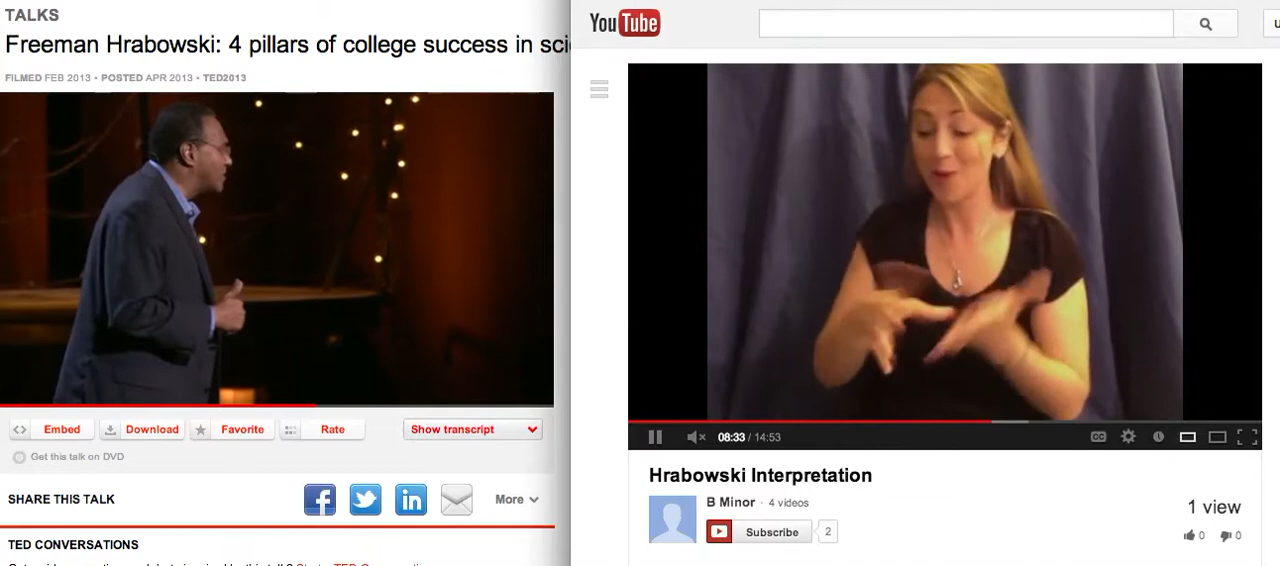 TALKS
Freeman Hrabowski: 4 pillars of college success in sci
FILMED FEB 2013 • POSTED APR 2013 • TED2013
Embed
Download
Favorite
Rate
Show transcript
Get this talk on DVD
SHARE THIS TALK
More
TED CONVERSATIONS
YouTube
08:33 / 14:53
CC
Hrabowski Interpretation
B Minor · 4 videos
Subscribe
2
1 view
0
0